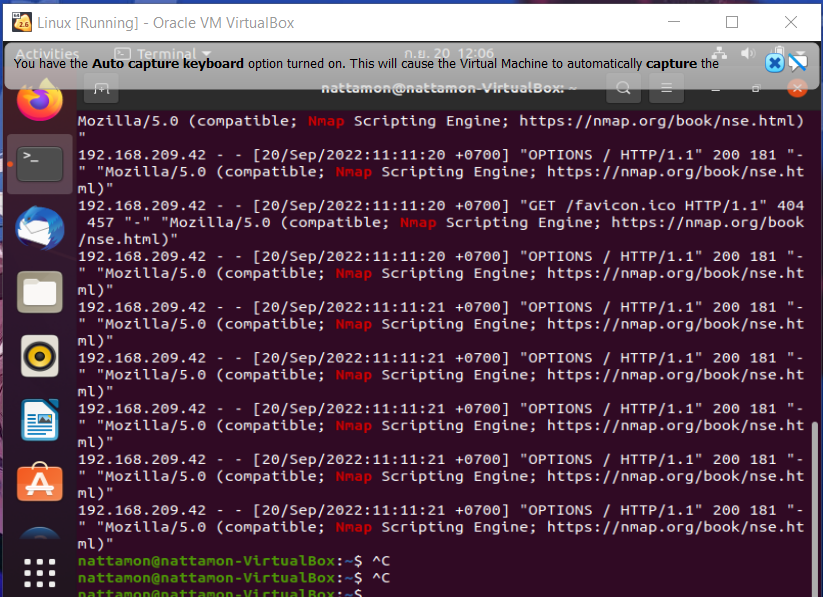 Linux [Running] - Oracle VM VirtualBox
Activities Terminal ก.ย. 20 12:06
You have the Auto capture keyboard option turned on. This will cause the Virtual Machine to automatically capture the
nattamon@nattamon-VirtualBox: ~
Mozilla/5.0 (compatible; Nmap Scripting Engine; https://nmap.org/book/nse.html)
"
192.168.209.42 - - [20/Sep/2022:11:11:20 +0700] "OPTIONS / HTTP/1.1" 200 181 "-
" "Mozilla/5.0 (compatible; Nmap Scripting Engine; https://nmap.org/book/nse.ht
ml)"
192.168.209.42 - - [20/Sep/2022:11:11:20 +0700] "GET /favicon.ico HTTP/1.1" 404
 457 "-" "Mozilla/5.0 (compatible; Nmap Scripting Engine; https://nmap.org/book
/nse.html)"
192.168.209.42 - - [20/Sep/2022:11:11:20 +0700] "OPTIONS / HTTP/1.1" 200 181 "-
" "Mozilla/5.0 (compatible; Nmap Scripting Engine; https://nmap.org/book/nse.ht
ml)"
192.168.209.42 - - [20/Sep/2022:11:11:21 +0700] "OPTIONS / HTTP/1.1" 200 181 "-
" "Mozilla/5.0 (compatible; Nmap Scripting Engine; https://nmap.org/book/nse.ht
ml)"
192.168.209.42 - - [20/Sep/2022:11:11:21 +0700] "OPTIONS / HTTP/1.1" 200 181 "-
" "Mozilla/5.0 (compatible; Nmap Scripting Engine; https://nmap.org/book/nse.ht
ml)"
192.168.209.42 - - [20/Sep/2022:11:11:21 +0700] "OPTIONS / HTTP/1.1" 200 181 "-
" "Mozilla/5.0 (compatible; Nmap Scripting Engine; https://nmap.org/book/nse.ht
ml)"
192.168.209.42 - - [20/Sep/2022:11:11:21 +0700] "OPTIONS / HTTP/1.1" 200 181 "-
" "Mozilla/5.0 (compatible; Nmap Scripting Engine; https://nmap.org/book/nse.ht
ml)"
192.168.209.42 - - [20/Sep/2022:11:11:21 +0700] "OPTIONS / HTTP/1.1" 200 181 "-
" "Mozilla/5.0 (compatible; Nmap Scripting Engine; https://nmap.org/book/nse.ht
ml)"
nattamon@nattamon-VirtualBox:~$ ^C
nattamon@nattamon-VirtualBox:~$ ^C
nattamon@nattamon-VirtualBox:~$